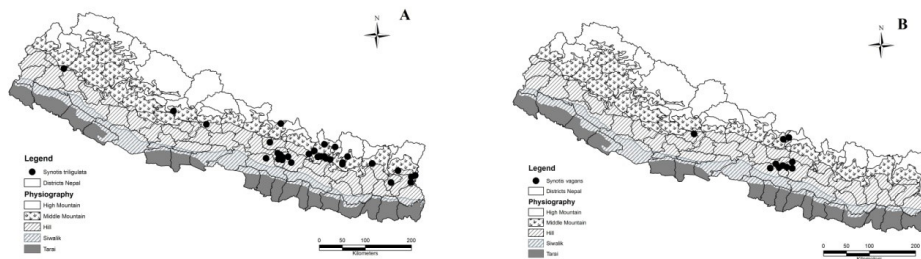 A
N
Legend
Synotis triligulata
Districts Nepal
Physiography
High Mountain
Middle Mountain
Hill
Siwalik
Tarai
0 50 100 200
Kilometers
B
N
Legend
Synotis vagans
Districts Nepal
Physiography
High Mountain
Middle Mountain
Hill
Siwalik
Tarai
0 50 100 200
Kilometers